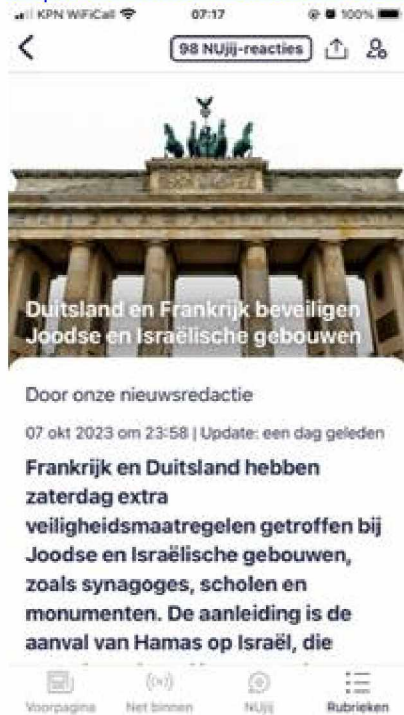 KPN WiFiCall 07:17 100%
98 NUjij-reacties
Duitsland en Frankrijk beveiligen
Joodse en Israëlische gebouwen
Door onze nieuwsredactie
07 okt 2023 om 23:58 | Update: een dag geleden
Frankrijk en Duitsland hebben
zaterdag extra
veiligheidsmaatregelen getroffen bij
Joodse en Israëlische gebouwen,
zoals synagoges, scholen en
monumenten. De aanleiding is de
aanval van Hamas op Israël, die
Voorpagina Net binnen NUjij Rubrieken